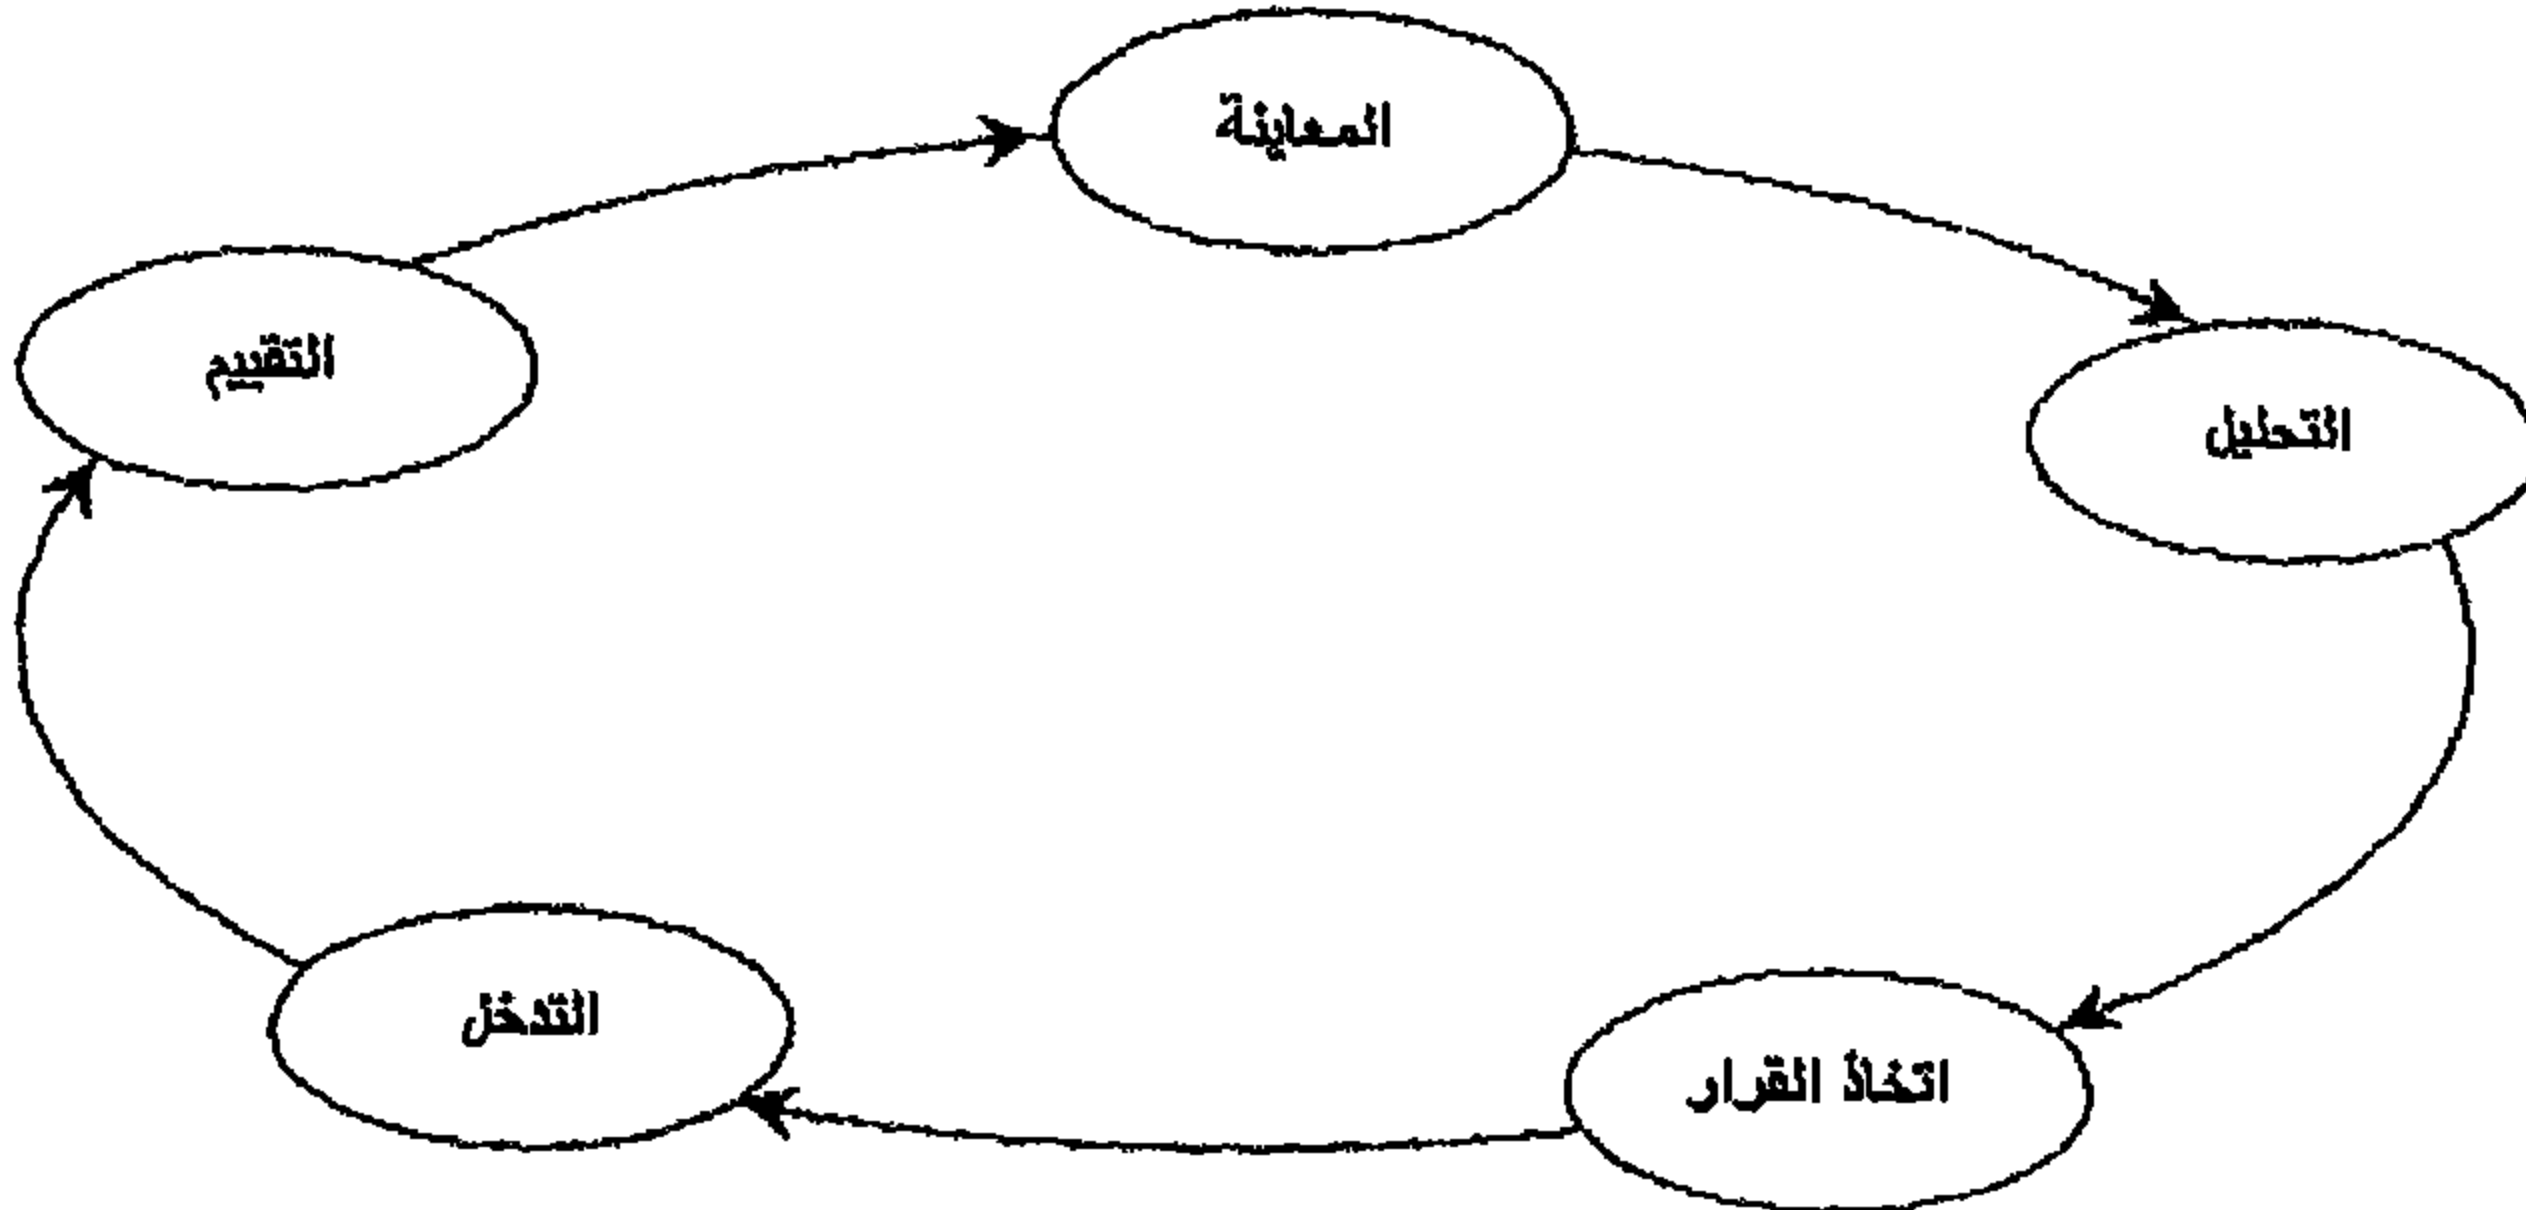 المعاينة
التحليل
اتخاذ القرار
التدخل
التقييم